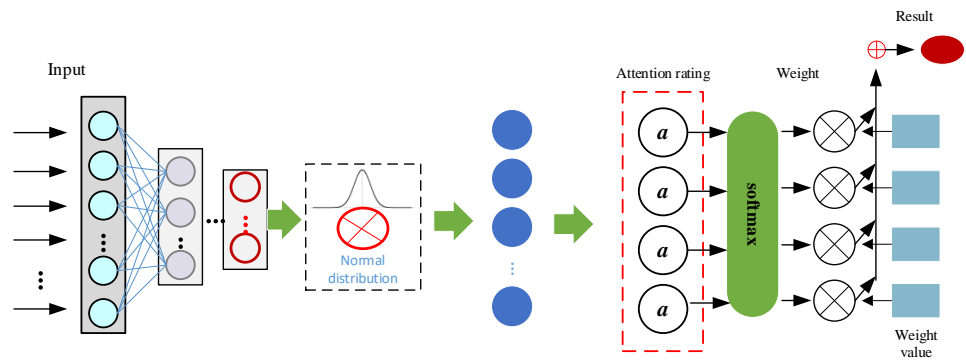 Input
Normal
distribution
Attention rating
a
a
a
a
softmax
Weight
Result
Weight
value